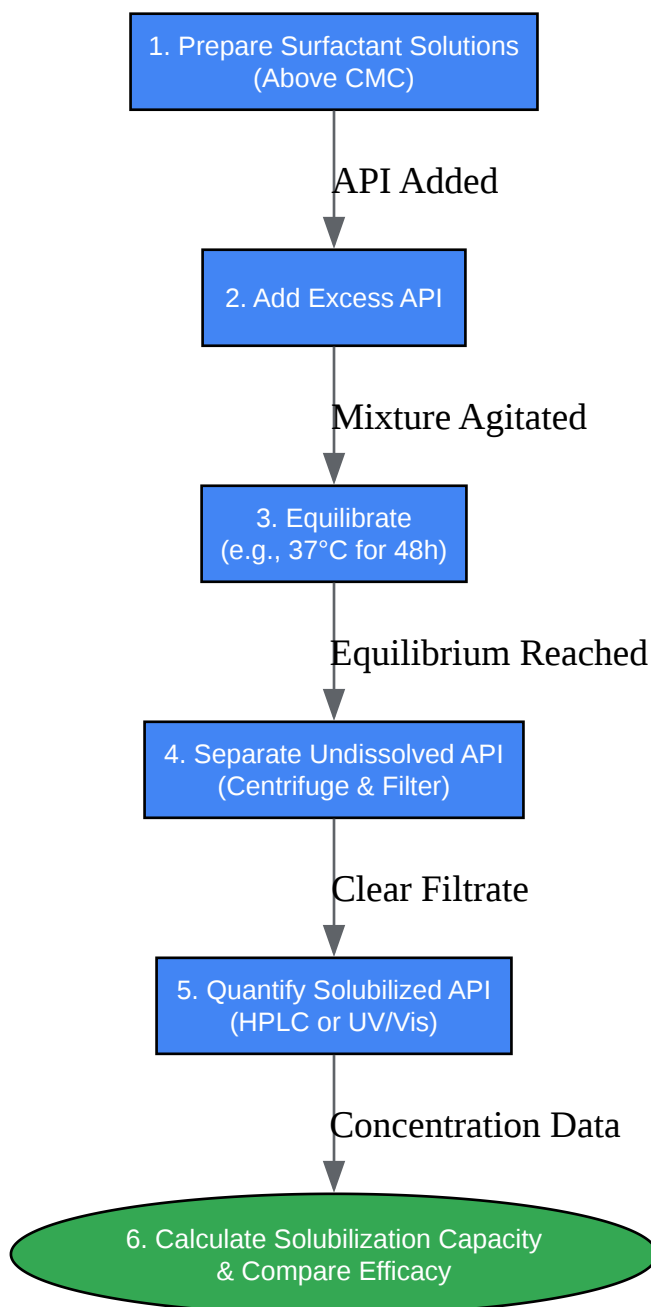 1. Prepare Surfactant Solutions
(Above CMC)
API Added
2. Add Excess API
Mixture Agitated
3. Equilibrate
(e.g., 37°C for 48h)
Equilibrium Reached
4. Separate Undissolved API
(Centrifuge & Filter)
Clear Filtrate
5. Quantify Solubilized API
(HPLC or UV/Vis)
Concentration Data
6. Calculate Solubilization Capacity
& Compare Efficacy